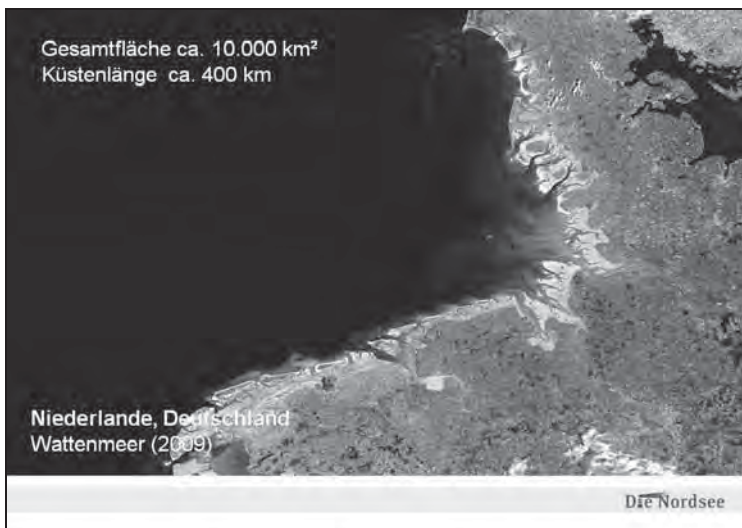 Gesamtfläche ca. 10.000 km²
Küstenlänge ca. 400 km
Niederlande, Deutschland
Wattenmeer (2009)
Die Nordsee